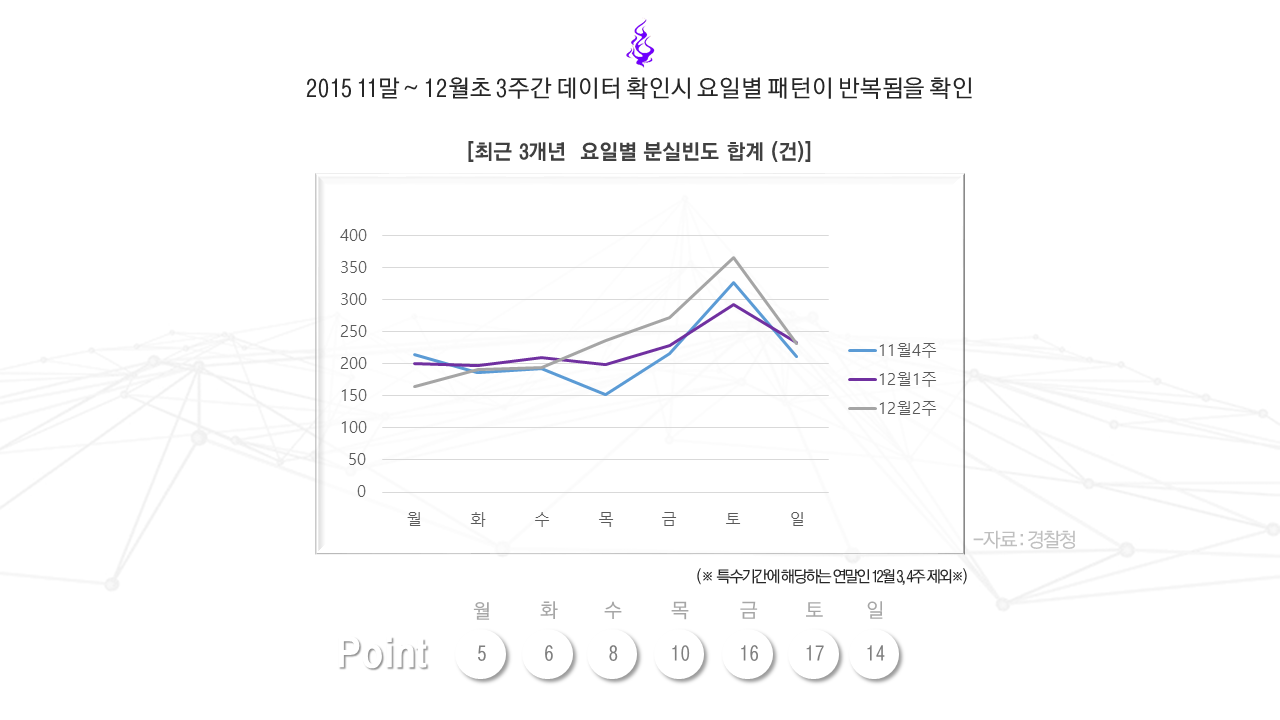 2015 11말 ~ 12월초 3주간 데이터 확인시 요일별 패턴이 반복됨을 확인
[최근 3개년 요일별 분실빈도 합계 (건)]
400
350
300
250
200
150
100
50
0
월 화 수 목 금 토 일
11월4주
12월1주
12월2주
-자료 : 경찰청
(※ 특수기간에 해당하는 연말인 12월 3, 4주 제외※)
월 화 수 목 금 토 일
Point 5 6 8 10 16 17 14